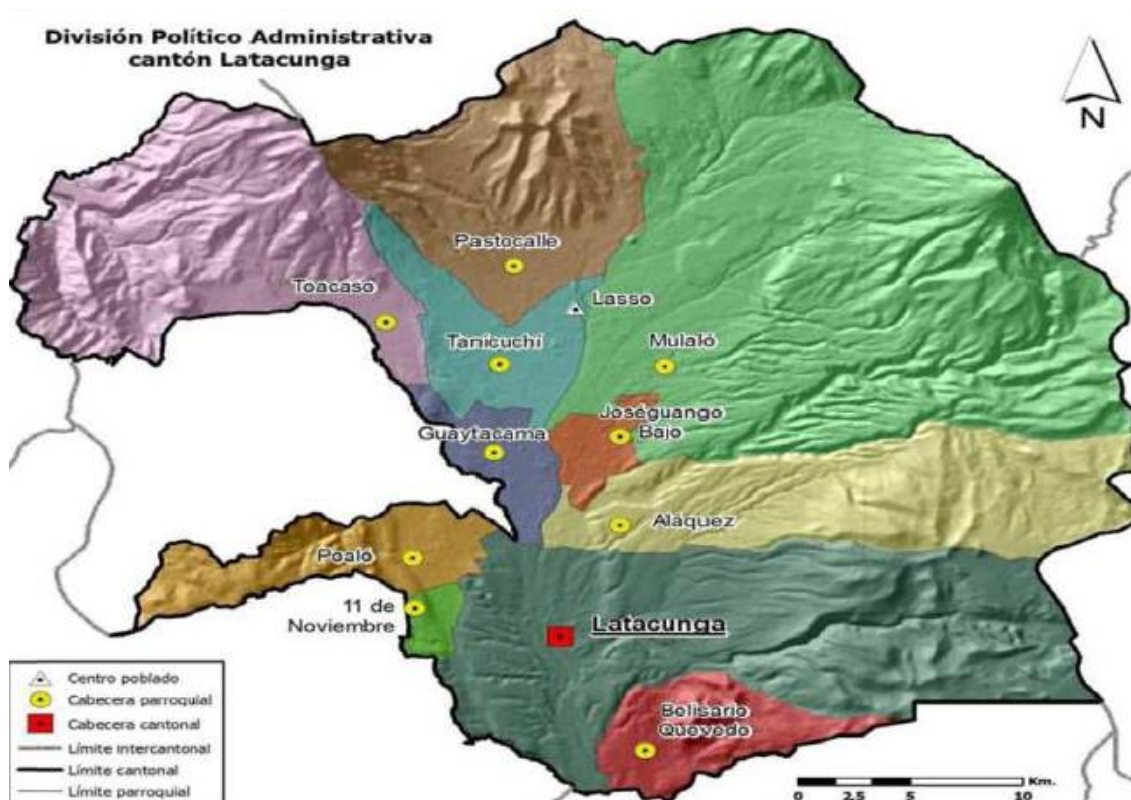 División Político Administrativa
cantón Latacunga
N
Pastocalle
Toacaso
Lasso
Tanicuchí
Mulaló
Joséguango
Bajo
Guaytacama
Aláquez
Poaló
11 de
Noviembre
Latacunga
Belisario
Quevedo
Centro poblado
Cabecera parroquial
Cabecera cantonal
Límite intercantonal
Límite cantonal
Límite parroquial
Km.
0 2.5 5 10